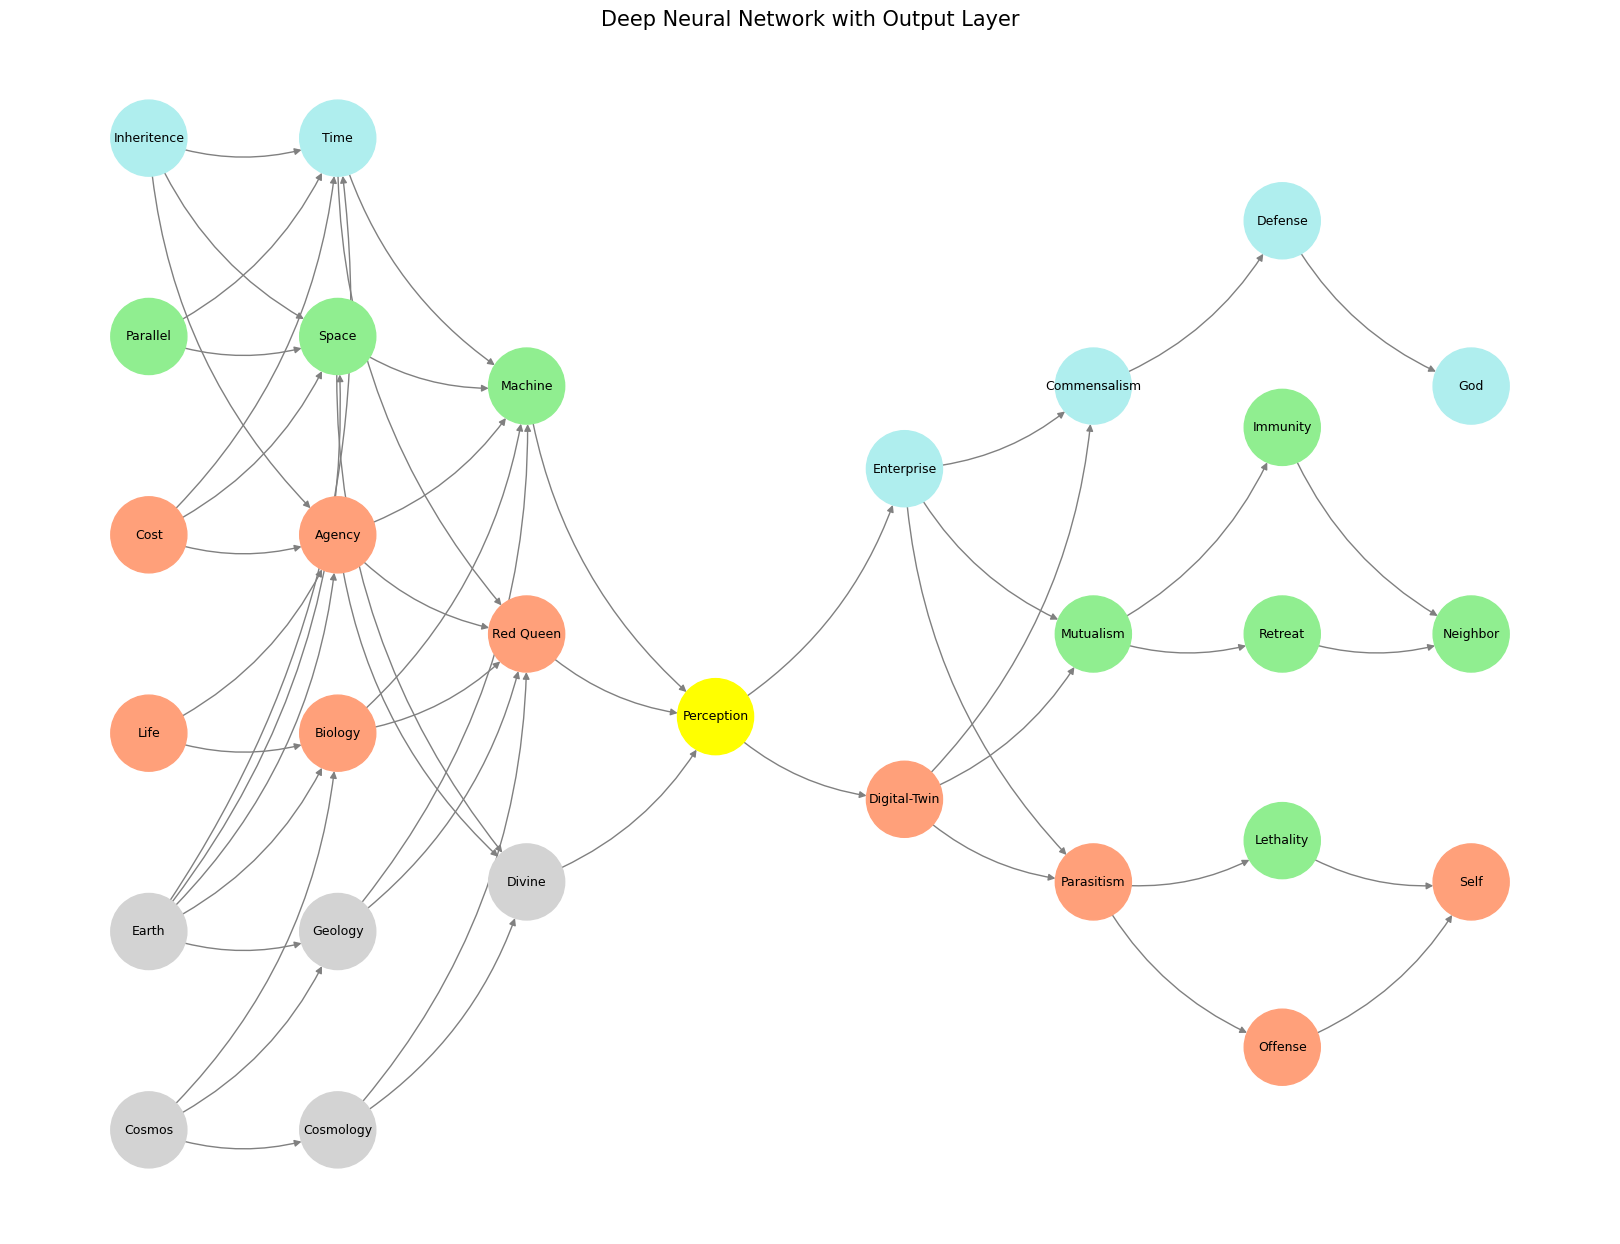 Deep Neural Network with Output Layer
Inheritence
Time
Defense
Parallel
Space
Machine
Commensalism
God
Immunity
Enterprise
Cost
Agency
Red Queen
Mutualism
Retreat
Neighbor
Perception
Life
Biology
Digital-Twin
Lethality
Divine
Parasitism
Self
Earth
Geology
Offense
Cosmos
Cosmology